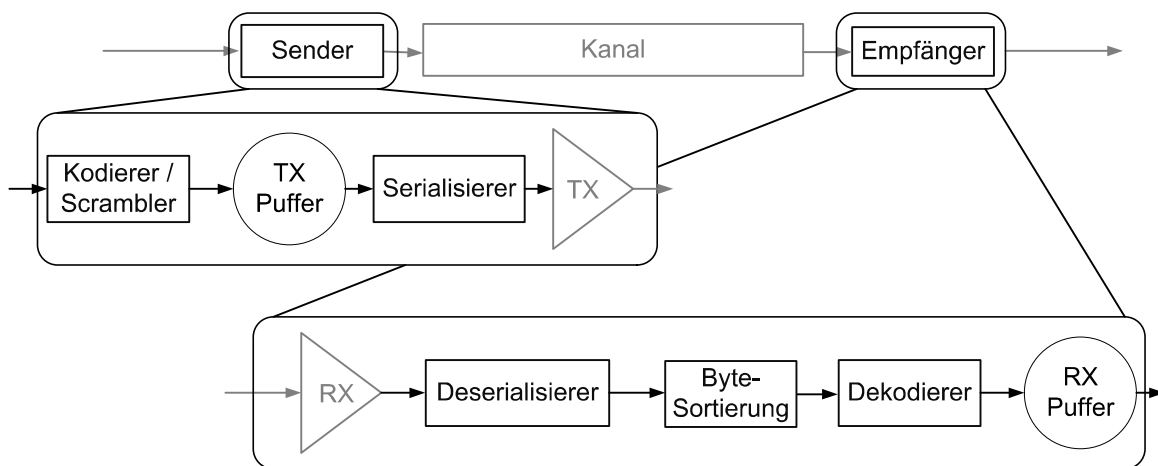 Sender
Kanal
Empfänger
Kodierer /
Scrambler
TX
Puffer
Serialisierer
TX
RX
Deserialisierer
Byte-
Sortierung
Dekodierer
RX
Puffer